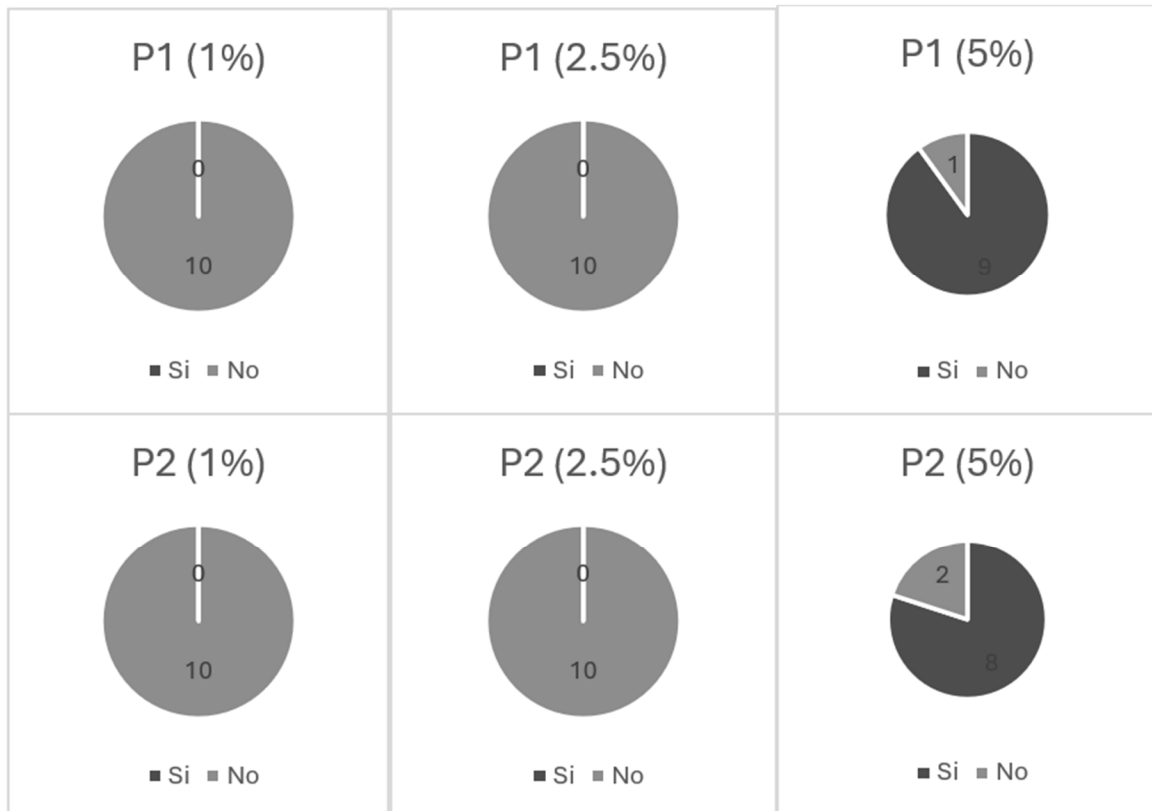 P1 (1%)
0
10
Si No
P1 (2.5%)
0
10
Si No
P1 (5%)
1
9
Si No
P2 (1%)
0
10
Si No
P2 (2.5%)
0
10
Si No
P2 (5%)
2
8
Si No